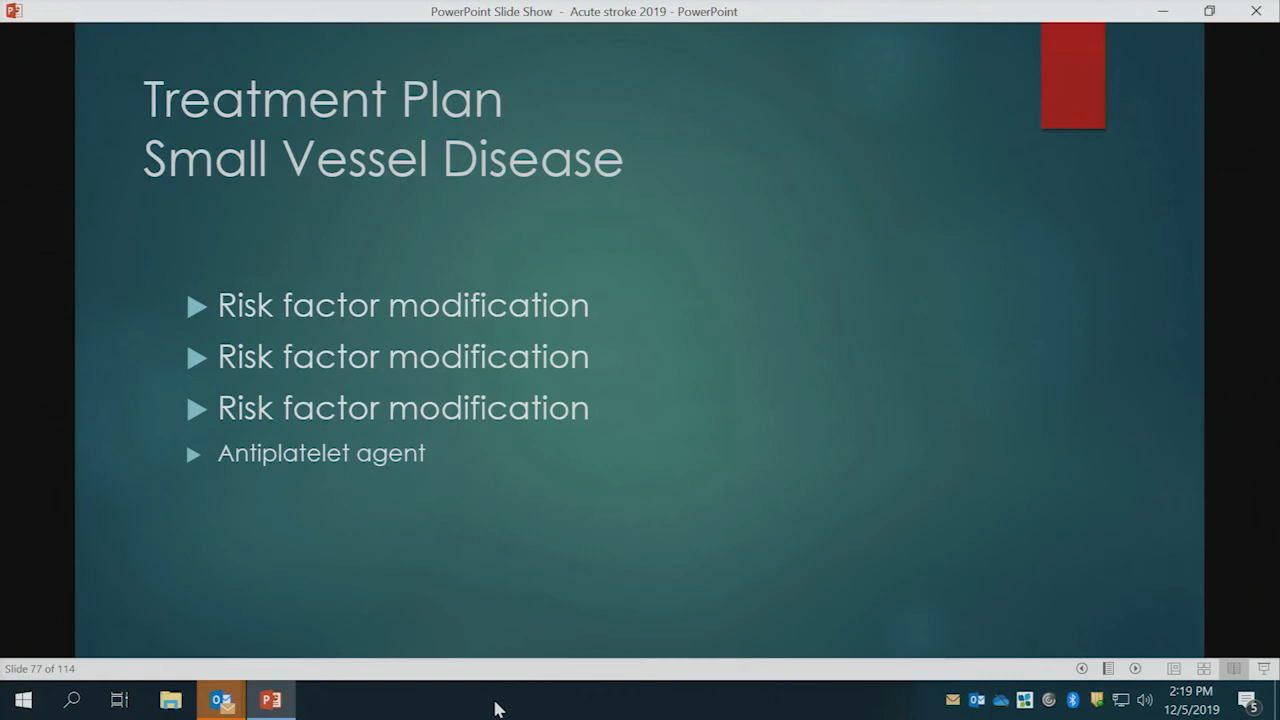 PowerPoint Slide Show - Acute stroke 2019 - PowerPoint
Treatment Plan
Small Vessel Disease
Risk factor modification
Risk factor modification
Risk factor modification
Antiplatelet agent
Slide 77 of 114
2:19 PM
12/5/2019
5